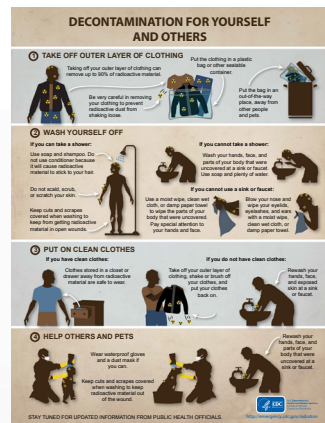 DECONTAMINATION FOR YOURSELF
AND OTHERS
1 TAKE OFF OUTER LAYER OF CLOTHING
Taking off your outer layer of clothing can
remove up to 90% of radioactive material.
Be very careful in removing
your clothing to prevent
radioactive dust from
shaking loose.
Put the clothing in a plastic
bag or other sealable
container.
Put the bag in an
out-of-the-way
place, away from
other people
and pets.
2 WASH YOURSELF OFF
If you can take a shower:
Use soap and shampoo. Do
not use conditioner because
it will cause radioactive
material to stick to your hair.
Do not scald, scrub,
or scratch your skin.
Keep cuts and scrapes
covered when washing to
keep from getting radioactive
material in open wounds.
If you cannot take a shower:
Wash your hands, face, and
parts of your body that were
uncovered at a sink or faucet.
Use soap and plenty of water.
If you cannot use a sink or faucet:
Use a moist wipe, clean wet
cloth, or damp paper towel
to wipe the parts of your
body that were uncovered.
Pay special attention to
your hands and face.
Blow your nose and
wipe your eyelids,
eyelashes, and ears
with a moist wipe,
clean wet cloth, or
damp paper towel.
3 PUT ON CLEAN CLOTHES
If you have clean clothes:
Clothes stored in a closet or
drawer away from radioactive
material are safe to wear.
If you do not have clean clothes:
Take off your outer layer of
clothing, shake or brush off
your clothes, and
put your clothes
back on.
Rewash your
hands, face,
and exposed
skin at a sink
or faucet.
4 HELP OTHERS AND PETS
Wear waterproof gloves
and a dust mask if
you can.
Keep cuts and scrapes covered
when washing to keep
radioactive material out
of the wound.
Rewash your
hands, face, and
parts of your
body that were
uncovered at a
sink or faucet.
CDC
STAY TUNED FOR UPDATED INFORMATION FROM PUBLIC HEALTH OFFICIALS.
http://emergency.cdc.gov/radiation